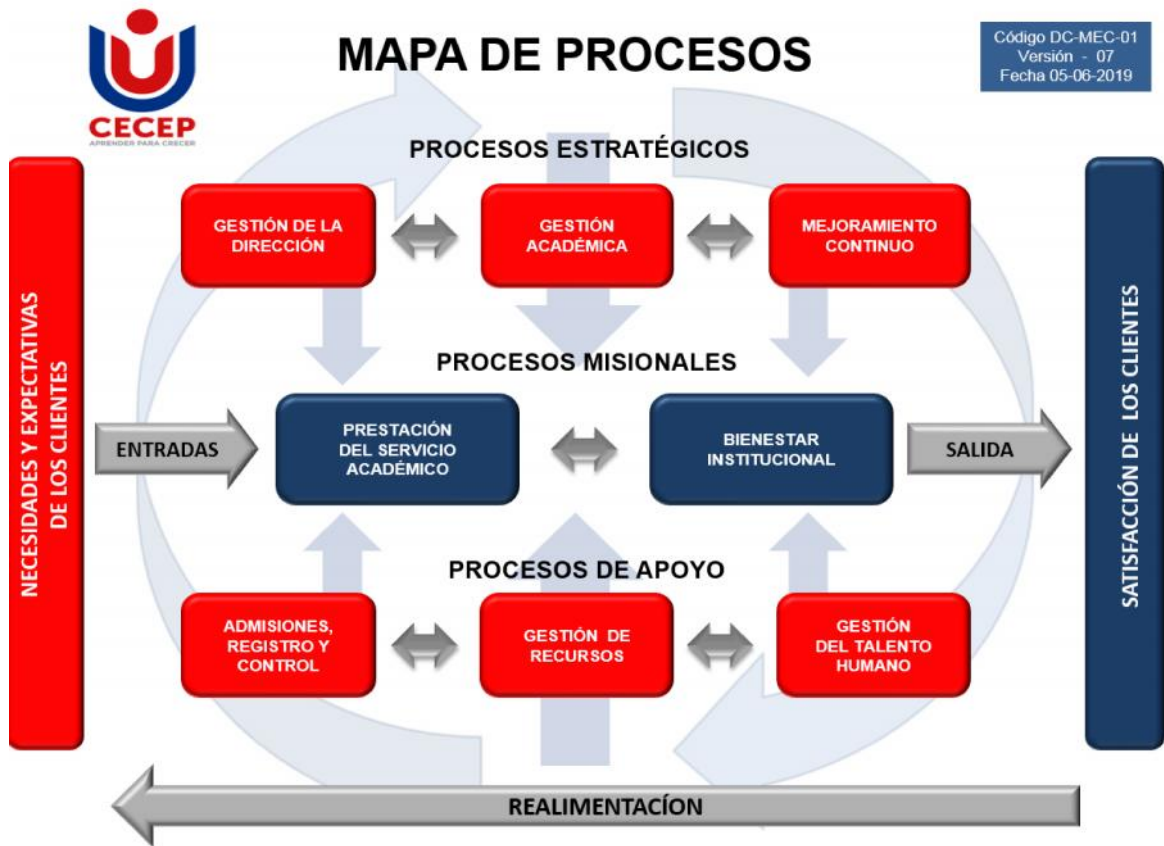 MAPA DE PROCESOS
Código DC-MEC-01
Versión - 07
Fecha 05-06-2019
CECEP
APRENDER PARA CRECER
PROCESOS ESTRATÉGICOS
GESTIÓN DE LA
DIRECCIÓN
GESTIÓN
ACADÉMICA
MEJORAMIENTO
CONTINUO
NECESIDADES Y EXPECTATIVAS
DE LOS CLIENTES
PROCESOS MISIONALES
ENTRADAS
PRESTACIÓN
DEL SERVICIO
ACADÉMICO
BIENESTAR
INSTITUCIONAL
SALIDA
SATISFACCIÓN DE LOS CLIENTES
PROCESOS DE APOYO
ADMISIONES,
REGISTRO Y
CONTROL
GESTIÓN DE
RECURSOS
GESTIÓN
DEL TALENTO
HUMANO
REALIMENTACÍON